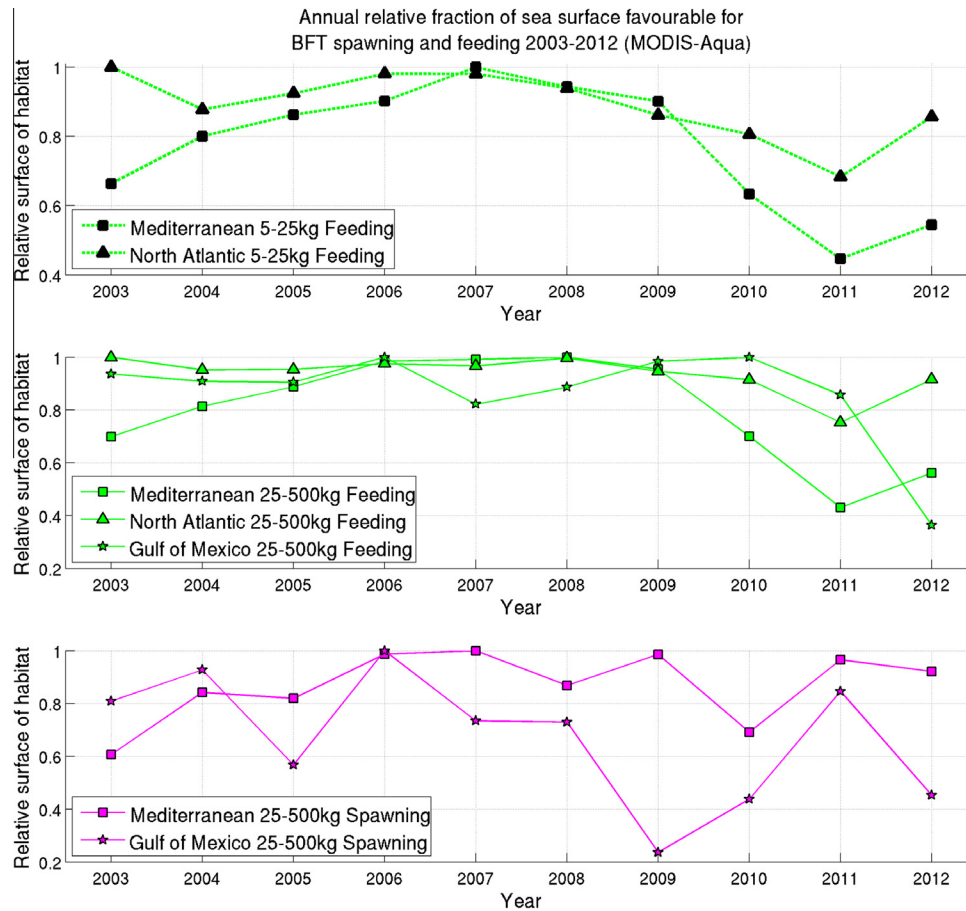 Annual relative fraction of sea surface favourable for
BFT spawning and feeding 2003-2012 (MODIS-Aqua)
Relative surface of habitat
1
0.8
0.6
0.4
Mediterranean 5-25kg Feeding
North Atlantic 5-25kg Feeding
2003 2004 2005 2006 2007 2008 2009 2010 2011 2012
Year
Relative surface of habitat
1
0.8
0.6
0.4
0.2
Mediterranean 25-500kg Feeding
North Atlantic 25-500kg Feeding
Gulf of Mexico 25-500kg Feeding
2003 2004 2005 2006 2007 2008 2009 2010 2011 2012
Year
Relative surface of habitat
1
0.8
0.6
0.4
0.2
Mediterranean 25-500kg Spawning
Gulf of Mexico 25-500kg Spawning
2003 2004 2005 2006 2007 2008 2009 2010 2011 2012
Year